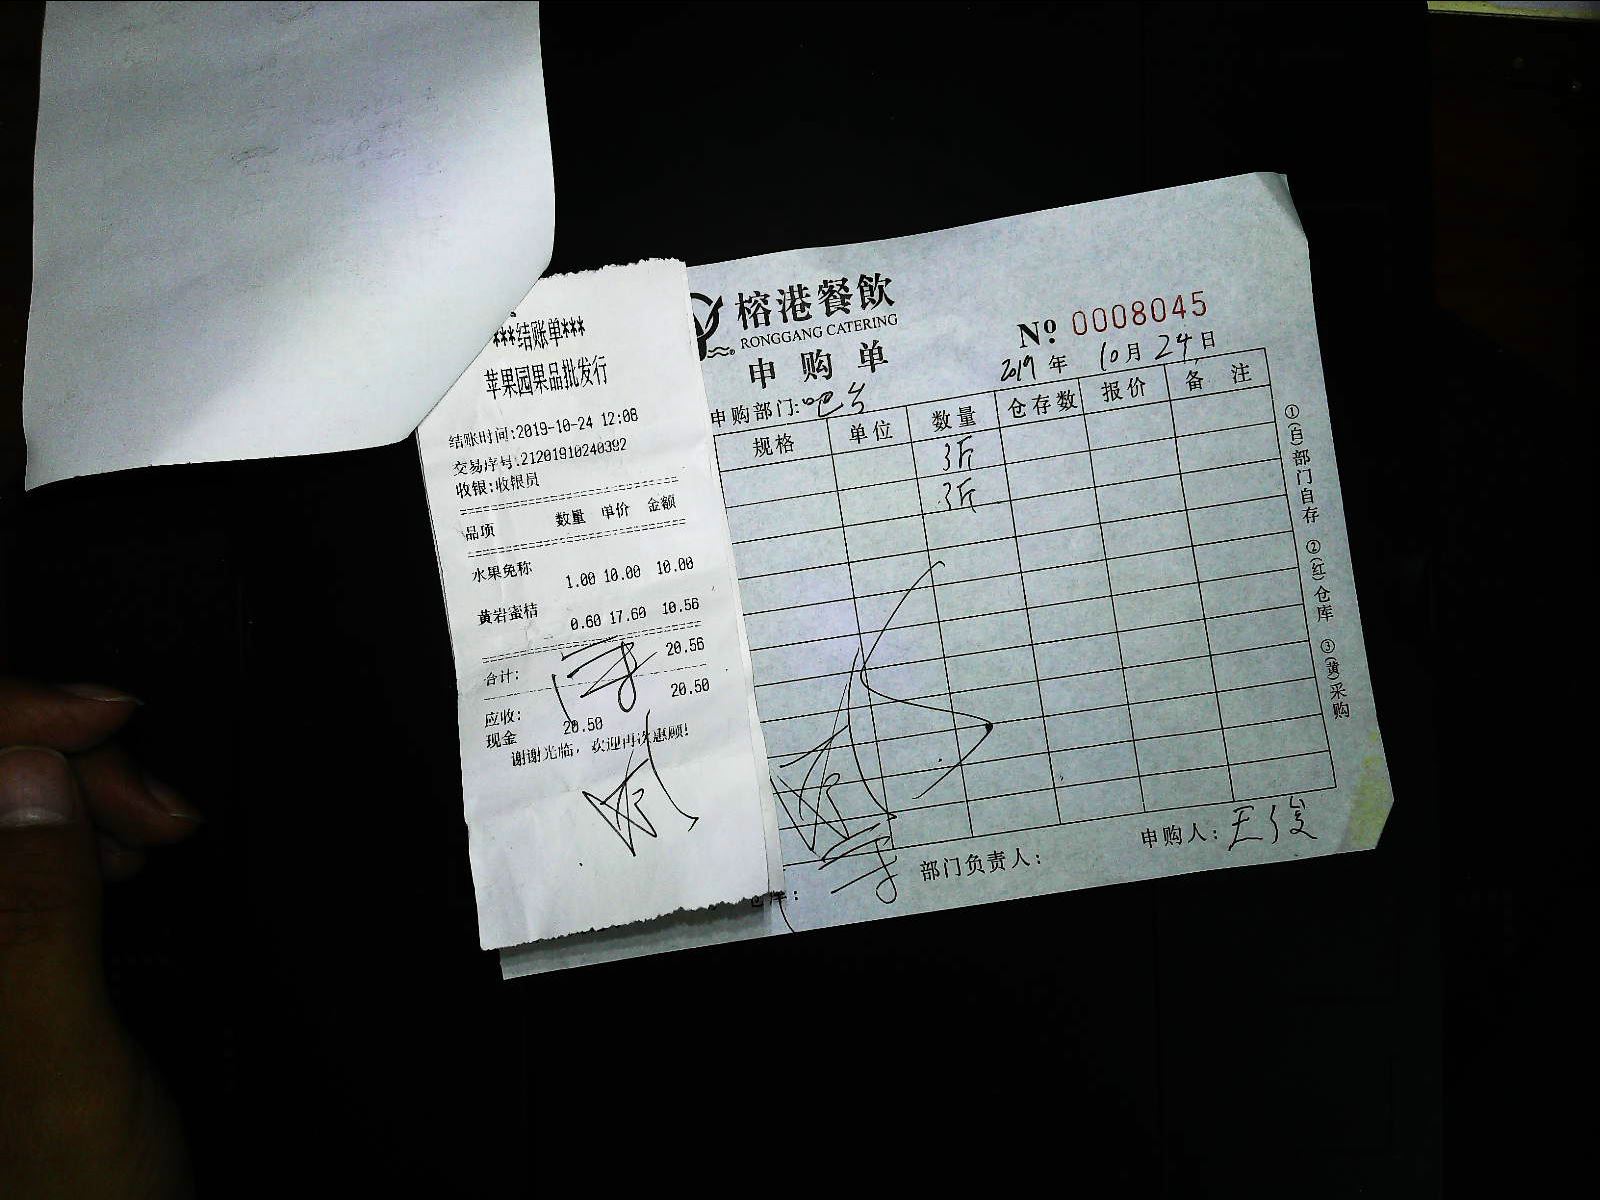 ***结账单***
苹果园果品批发行
结账时间:2019-10-24 12:08
交易序号:21201910240392
收银:收银员
品项 数量 单价 金额
水果免称
1.00 10.00 10.00
黄岩蜜桔
0.60 17.60 10.56
合计: 20.56
应收: 20.50
现金 20.50
谢谢光临，欢迎再次惠顾!
榕港餐飲
RONGGANG CATERING
申购单
№ 0008045
2019年 10月 24日
申购部门:吧台
规格 单位 数量 仓存数 报价 备注
3斤
3斤
①(白)部门自存 ②(红)仓库 ③(黄)采购
部门负责人:
申购人: 王俊